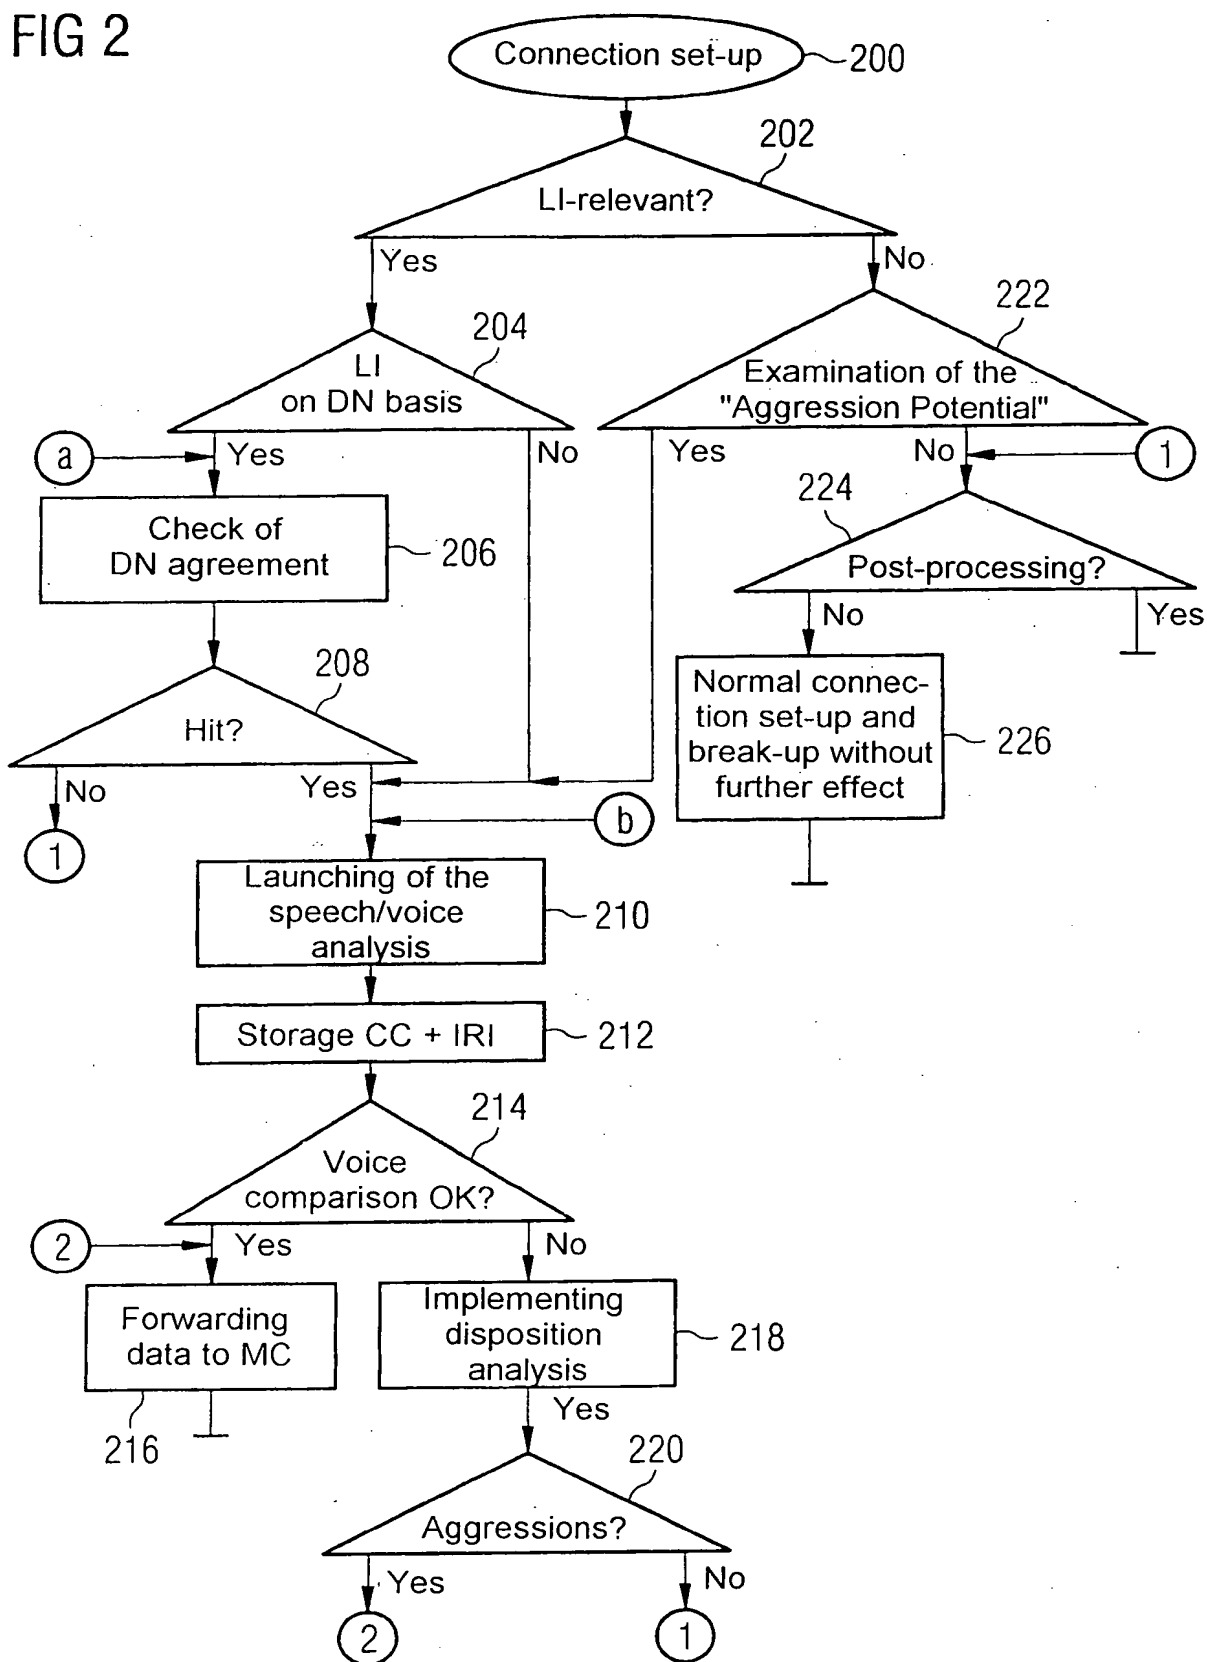 FIG 2
Connection set-up
200
202
LI-relevant?
Yes
No
204
222
LI
on DN basis
Examination of the
"Aggression Potential"
a
Yes
No
Yes
No
1
224
Check of
DN agreement
206
Post-processing?
No
Yes
208
Hit?
Normal connec-
tion set-up and
break-up without
further effect
226
No
Yes
b
1
Launching of the
speech/voice
analysis
210
Storage CC + IRI
212
214
Voice
comparison OK?
2
Yes
No
Forwarding
data to MC
216
Implementing
disposition
analysis
218
Yes
220
Aggressions?
Yes
No
2
1